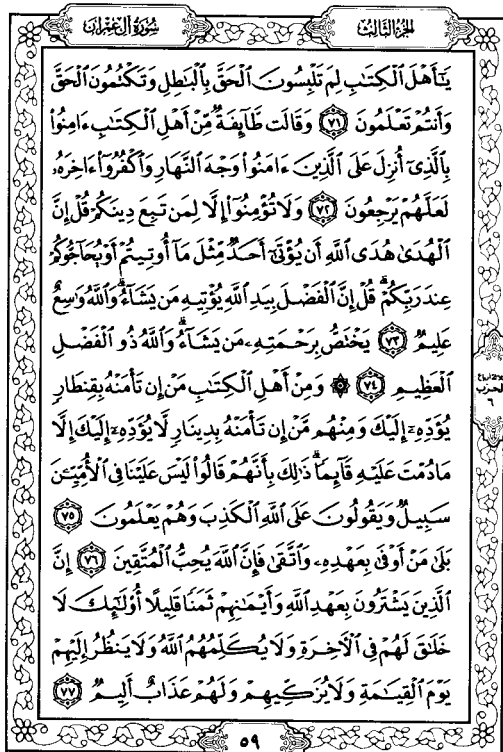 سُورَةُ آلِ عِمْرَان
الجُزْءُ الثَّالِثُ
يَـٰٓأَهْلَ ٱلْكِتَـٰبِ لِمَ تَلْبِسُونَ ٱلْحَقَّ بِٱلْبَـٰطِلِ وَتَكْتُمُونَ ٱلْحَقَّ
وَأَنتُمْ تَعْلَمُونَ ٧١ وَقَالَت طَّآئِفَةٌ مِّنْ أَهْلِ ٱلْكِتَـٰبِ ءَامِنُوا۟
بِٱلَّذِىٓ أُنزِلَ عَلَى ٱلَّذِينَ ءَامَنُوا۟ وَجْهَ ٱلنَّهَارِ وَٱكْفُرُوٓا۟ ءَاخِرَهُۥ
لَعَلَّهُمْ يَرْجِعُونَ ٧٢ وَلَا تُؤْمِنُوٓا۟ إِلَّا لِمَن تَبِعَ دِينَكُمْ قُلْ إِنَّ
ٱلْهُدَىٰ هُدَى ٱللَّهِ أَن يُؤْتَىٰٓ أَحَدٌ مِّثْلَ مَآ أُوتِيتُمْ أَوْ يُحَآجُّوكُمْ
عِندَ رَبِّكُمْ ۗ قُلْ إِنَّ ٱلْفَضْلَ بِيَدِ ٱللَّهِ يُؤْتِيهِ مَن يَشَآءُ ۗ وَٱللَّهُ وَٰسِعٌ
عَلِيمٌ ٧٣ يَخْتَصُّ بِرَحْمَتِهِۦ مَن يَشَآءُ ۗ وَٱللَّهُ ذُو ٱلْفَضْلِ
ٱلْعَظِيمِ ٧٤ ۞ وَمِنْ أَهْلِ ٱلْكِتَـٰبِ مَنْ إِن تَأْمَنْهُ بِقِنطَارٍ
يُؤَدِّهِۦٓ إِلَيْكَ وَمِنْهُم مَّنْ إِن تَأْمَنْهُ بِدِينَارٍ لَّا يُؤَدِّهِۦٓ إِلَيْكَ إِلَّا
مَا دُمْتَ عَلَيْهِ قَآئِمًا ۗ ذَٰلِكَ بِأَنَّهُمْ قَالُوا۟ لَيْسَ عَلَيْنَا فِى ٱلْأُمِّيِّـۧنَ
سَبِيلٌ وَيَقُولُونَ عَلَى ٱللَّهِ ٱلْكَذِبَ وَهُمْ يَعْلَمُونَ ٧٥
بَلَىٰ مَنْ أَوْفَىٰ بِعَهْدِهِۦ وَٱتَّقَىٰ فَإِنَّ ٱللَّهَ يُحِبُّ ٱلْمُتَّقِينَ ٧٦ إِنَّ
ٱلَّذِينَ يَشْتَرُونَ بِعَهْدِ ٱللَّهِ وَأَيْمَـٰنِهِمْ ثَمَنًا قَلِيلًا أُو۟لَـٰٓئِكَ لَا
خَلَـٰقَ لَهُمْ فِى ٱلْـَٔاخِرَةِ وَلَا يُكَلِّمُهُمُ ٱللَّهُ وَلَا يَنظُرُ إِلَيْهِمْ
يَوْمَ ٱلْقِيَـٰمَةِ وَلَا يُزَكِّيهِمْ وَلَهُمْ عَذَابٌ أَلِيمٌ ٧٧
الحزب
٦
٥٩